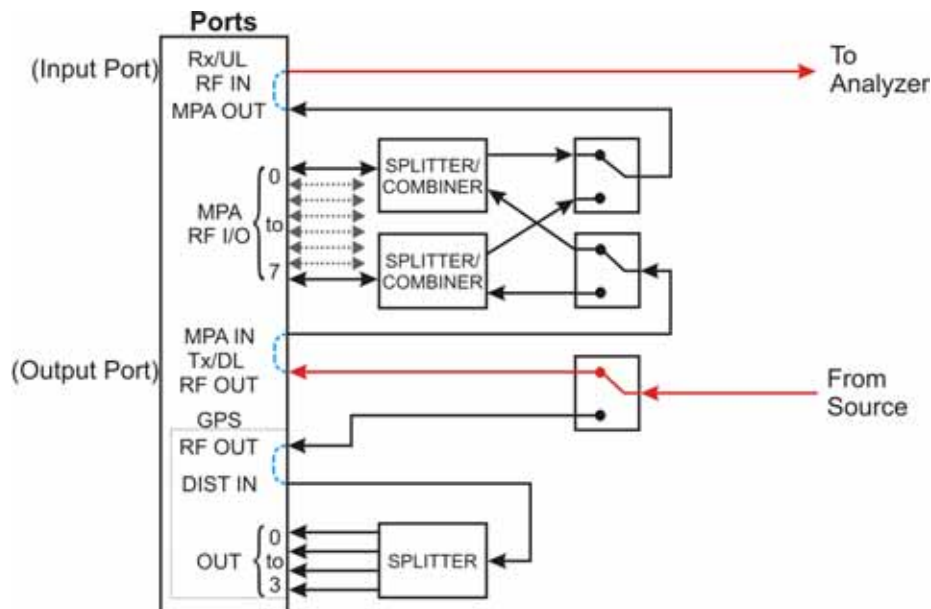 Ports
(Input Port)
Rx/UL
RF IN
MPA OUT
To
Analyzer
MPA
RF I/O
0
to
7
SPLITTER/
COMBINER
SPLITTER/
COMBINER
MPA IN
(Output Port)
Tx/DL
RF OUT
From
Source
GPS
RF OUT
DIST IN
OUT
0
to
3
SPLITTER